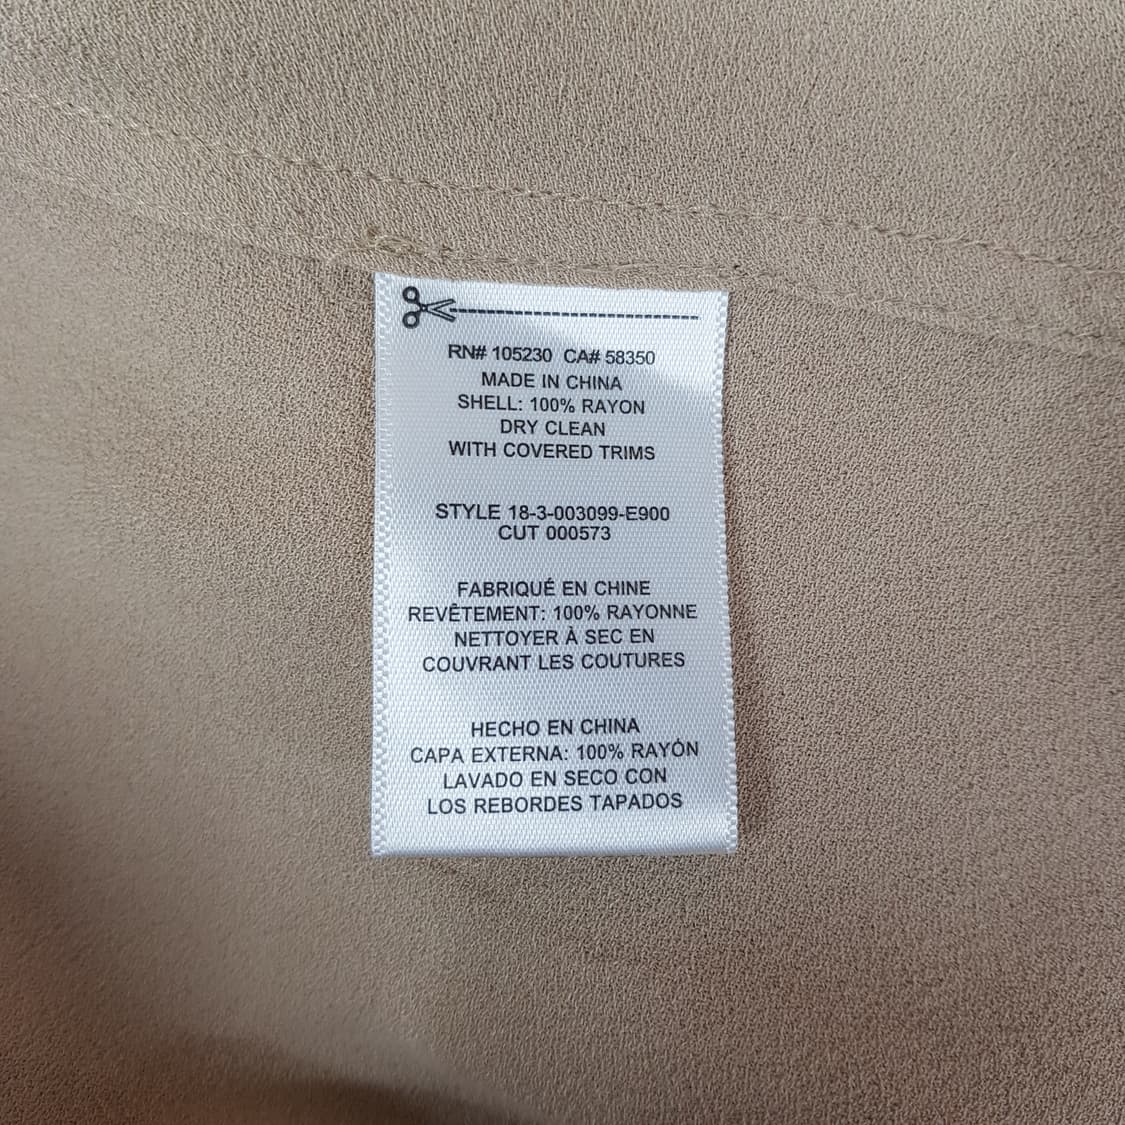 RN# 105230 CA# 58350
MADE IN CHINA
SHELL: 100% RAYON
DRY CLEAN
WITH COVERED TRIMS
STYLE 18-3-003099-E900
CUT 000573
FABRIQUÉ EN CHINE
REVÊTEMENT: 100% RAYONNE
NETTOYER À SEC EN
COUVRANT LES COUTURES
HECHO EN CHINA
CAPA EXTERNA: 100% RAYÓN
LAVADO EN SECO CON
LOS REBORDES TAPADOS